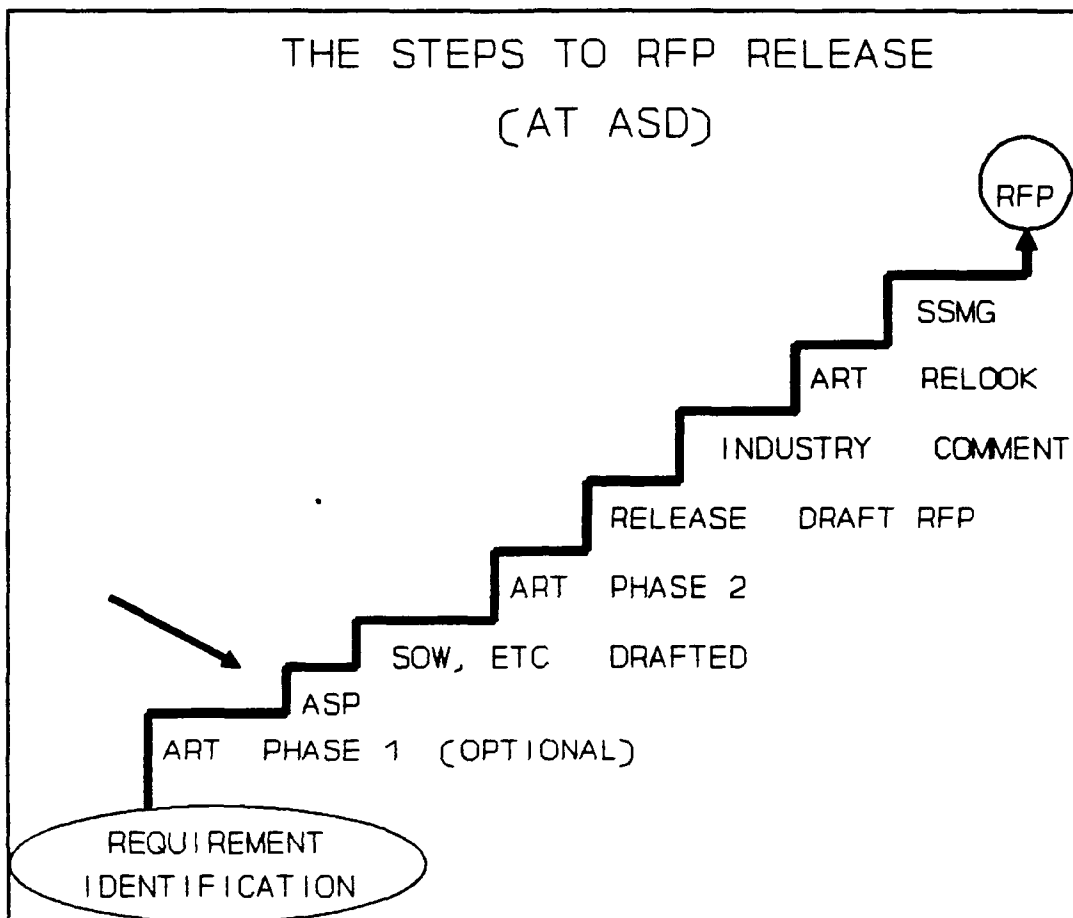 THE STEPS TO RFP RELEASE
(AT ASD)
RFP
SSMG
ART RELOOK
INDUSTRY COMMENT
RELEASE DRAFT RFP
ART PHASE 2
SOW, ETC DRAFTED
ASP
ART PHASE 1 (OPTIONAL)
REQUIREMENT
IDENTIFICATION